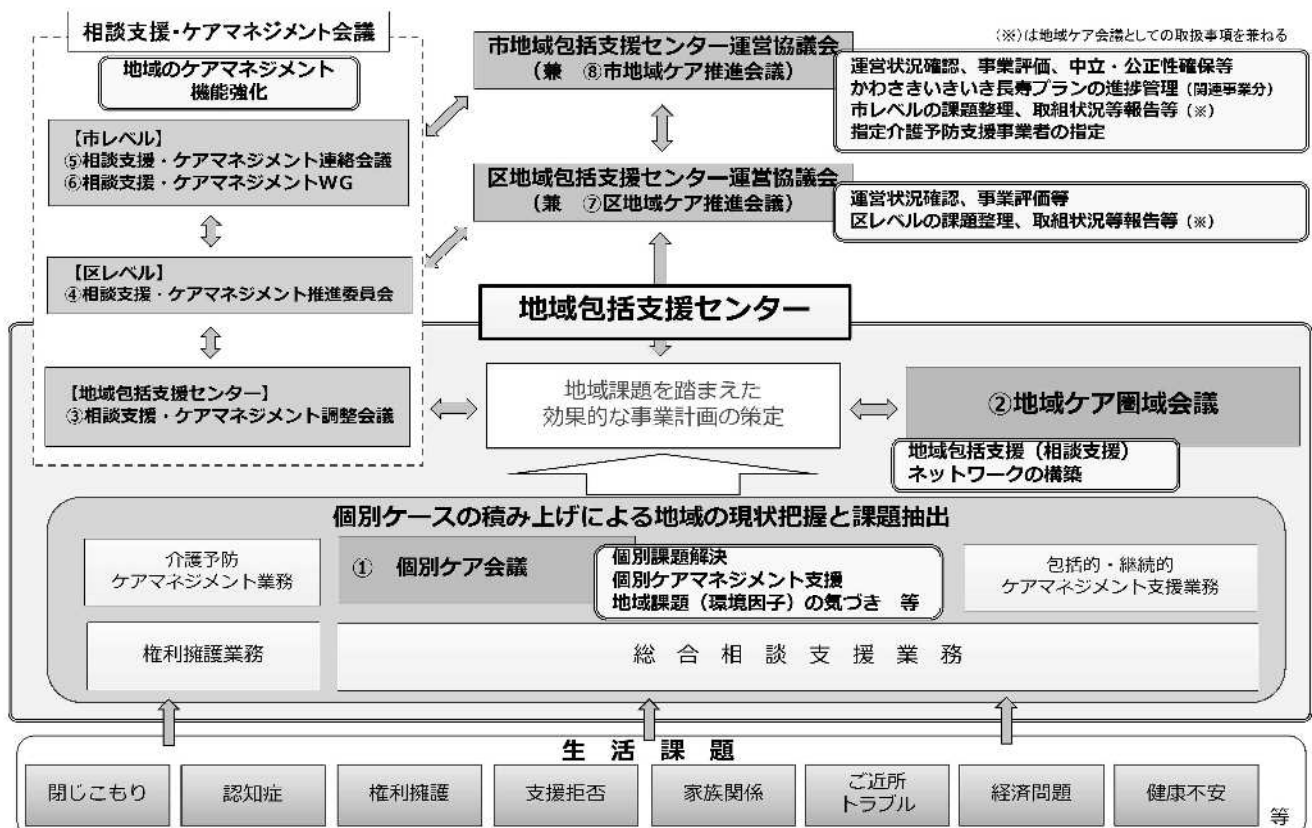 相談支援・ケアマネジメント会議
地域のケアマネジメント
機能強化
【市レベル】
⑤相談支援・ケアマネジメント連絡会議
⑥相談支援・ケアマネジメントWG
【区レベル】
④相談支援・ケアマネジメント推進委員会
【地域包括支援センター】
③相談支援・ケアマネジメント調整会議
(※)は地域ケア会議としての取扱事項を兼ねる
市地域包括支援センター運営協議会
(兼 ⑧市地域ケア推進会議)
運営状況確認、事業評価、中立・公正性確保等
かわさきいきいき長寿プランの進捗管理 (関連事業分)
市レベルの課題整理、取組状況等報告等 (※)
指定介護予防支援事業者の指定
区地域包括支援センター運営協議会
(兼 ⑦区地域ケア推進会議)
運営状況確認、事業評価等
区レベルの課題整理、取組状況等報告等 (※)
地域包括支援センター
地域課題を踏まえた
効果的な事業計画の策定
②地域ケア圏域会議
地域包括支援(相談支援)
ネットワークの構築
個別ケースの積み上げによる地域の現状把握と課題抽出
介護予防
ケアマネジメント業務
① 個別ケア会議
個別課題解決
個別ケアマネジメント支援
地域課題(環境因子)の気づき 等
包括的・継続的
ケアマネジメント支援業務
権利擁護業務
総合相談支援業務
生活課題
閉じこもり
認知症
権利擁護
支援拒否
家族関係
ご近所
トラブル
経済問題
健康不安
等